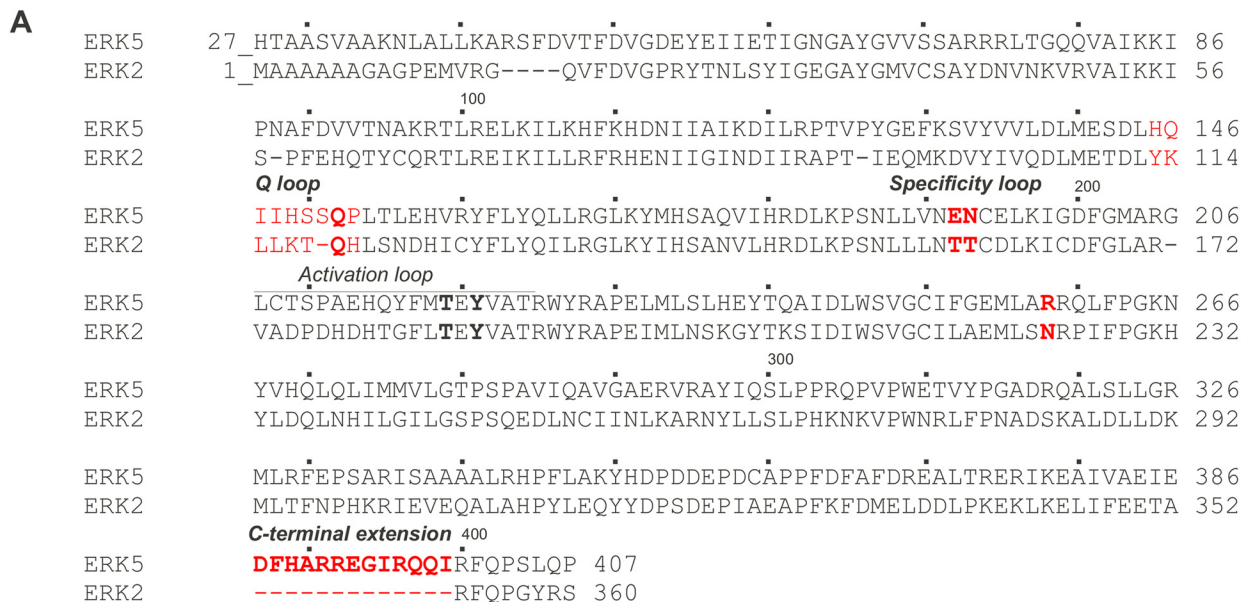 A
ERK5 27_HTAASVAAKNLALLKARSFDVTFDVGDEYEIIETIGNGAYGVVSSARRRLTGQQVAIKKI 86
ERK2 1_MAAAAAAGAGPEMVRG----QVFDVGPRYTNLSYIGEGAYGMVCSAYDNVNKVRVAIKKI 56
100
ERK5 PNAFDVVTNAKRTLRELKILKHFKHDNIIAIKDILRPTVPYGEFKSVYVVLDLMESDLHQ 146
ERK2 S-PFEHQTYCQRTLREIKILLRFRHENIIGINDIIRAPT-IEQMKDVYIVQDLMETDLYK 114
Q loop Specificity loop 200
ERK5 IIHSSQPLTLEHVRYFLYQLLRGLKYMHSAQVIHRDLKPSNLLVNENCELKIGDFGMARG 206
ERK2 LLKT-QHLSNDHICYFLYQILRGLKYIHSANVLHRDLKPSNLLLNTTCDLKICDFGLAR- 172
Activation loop
ERK5 LCTSPAEHQYFMTEYVATRWYRAPELMLSLHEYTQAIDLWSVGCIFGEMLARRQLFPGKN 266
ERK2 VADPDHDHTGFLTEYVATRWYRAPEIMLNSKGYTKSIDIWSVGCILAEMLSNRPIFPGKH 232
300
ERK5 YVHQLQLIMMVLGTPSPAVIQAVGAERVRAYIQSLPPRQPVPWETVYPGADRQALSLLGR 326
ERK2 YLDQLNHILGILGSPSQEDLNCIINLKARNYLLSLPHKNKVPWNRLFPNADSKALDLLDK 292
ERK5 MLRFEPSARISAAAALRHPFLAKYHDPDDEPDCAPPFDFAFDREALTRERIKEAIVAEIE 386
ERK2 MLTFNPHKRIEVEQALAHPYLEQYYDPSDEPIAEAPFKFDMELDDLPKEKLKELIFEETA 352
C-terminal extension 400
ERK5 DFHARREGIRQQIRFQPSLQP 407
ERK2 -------------RFQPGYRS 360